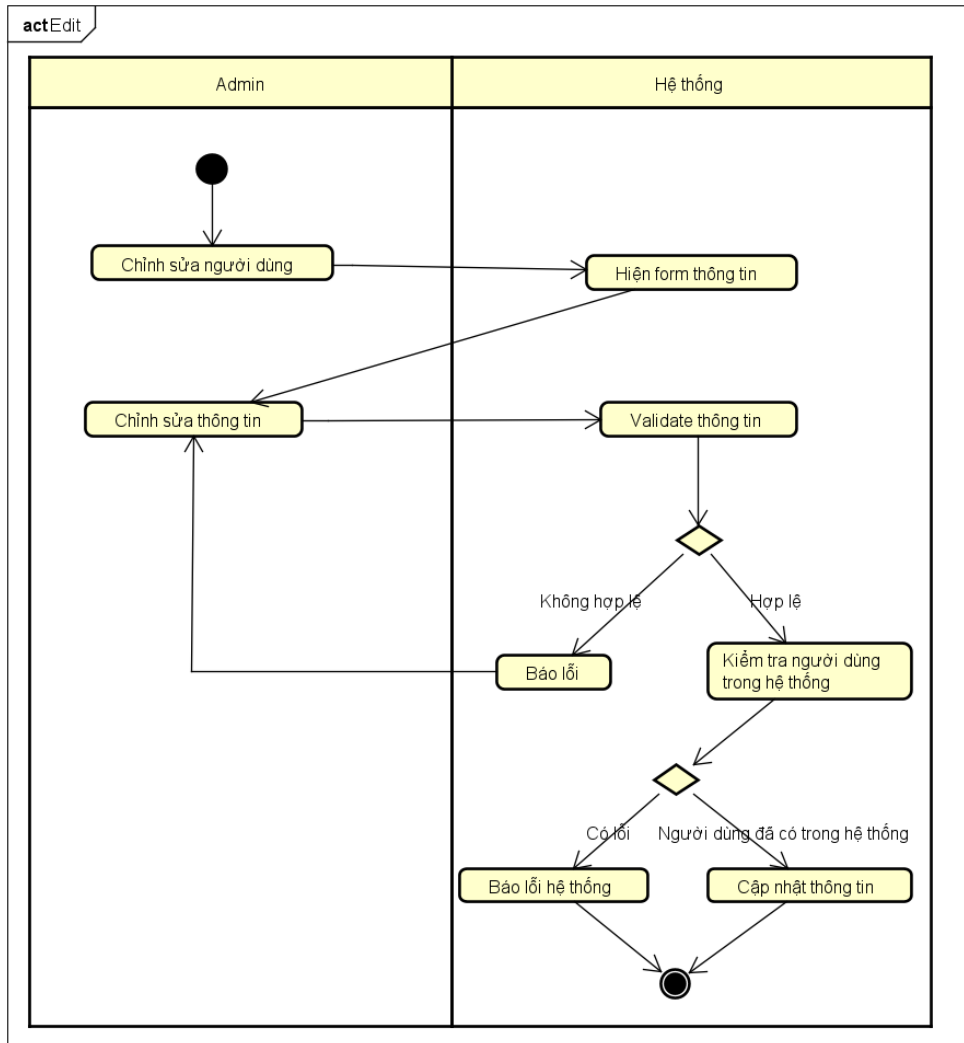 actEdit
Admin
Hệ thống
Chỉnh sửa người dùng
Hiện form thông tin
Chỉnh sửa thông tin
Validate thông tin
Không hợp lệ
Hợp lệ
Báo lỗi
Kiểm tra người dùng
trong hệ thống
Có lỗi
Người dùng đã có trong hệ thống
Báo lỗi hệ thống
Cập nhật thông tin